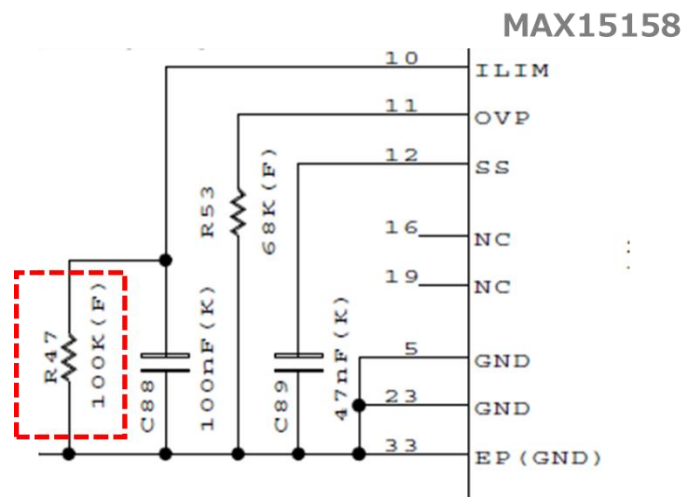 MAX15158
10
ILIM
11
OVP
12
SS
R53
68K(F)
16
NC
19
NC
R47
100K(F)
C88
100nF(K)
C89
47nF(K)
5
GND
23
GND
33
EP(GND)